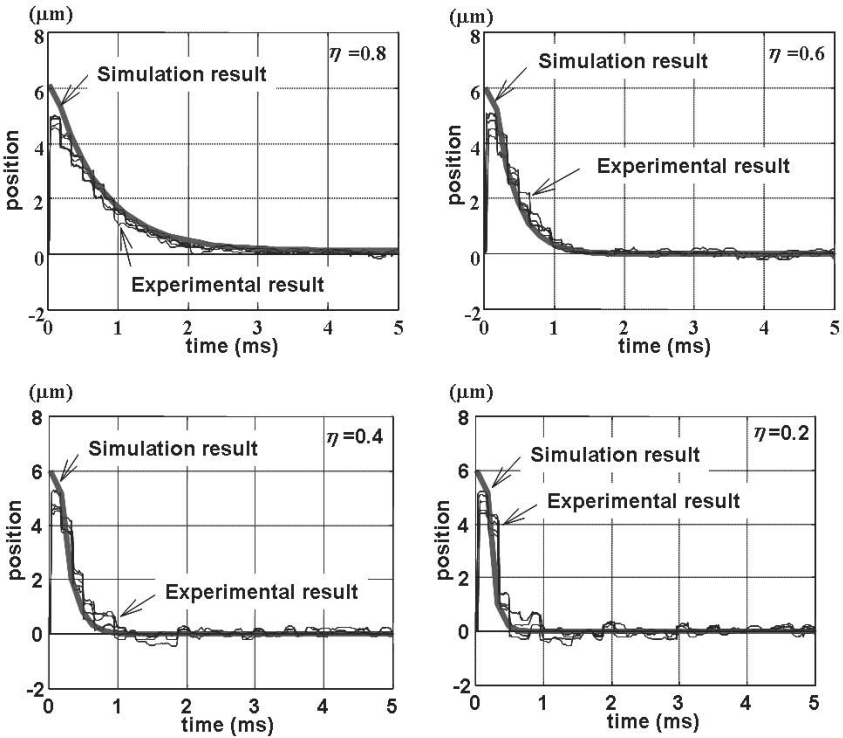 (μm)
8
η =0.8
Simulation result
6
4
position
2
0
Experimental result
-2
0 1 2 3 4 5
time (ms)
(μm)
8
η =0.6
Simulation result
6
4
Experimental result
position
2
0
-2
0 1 2 3 4 5
time (ms)
(μm)
8
η =0.4
Simulation result
6
4
position
2
Experimental result
0
-2
0 1 2 3 4 5
time (ms)
(μm)
8
η =0.2
Simulation result
6
Experimental result
4
position
2
0
-2
0 1 2 3 4 5
time (ms)